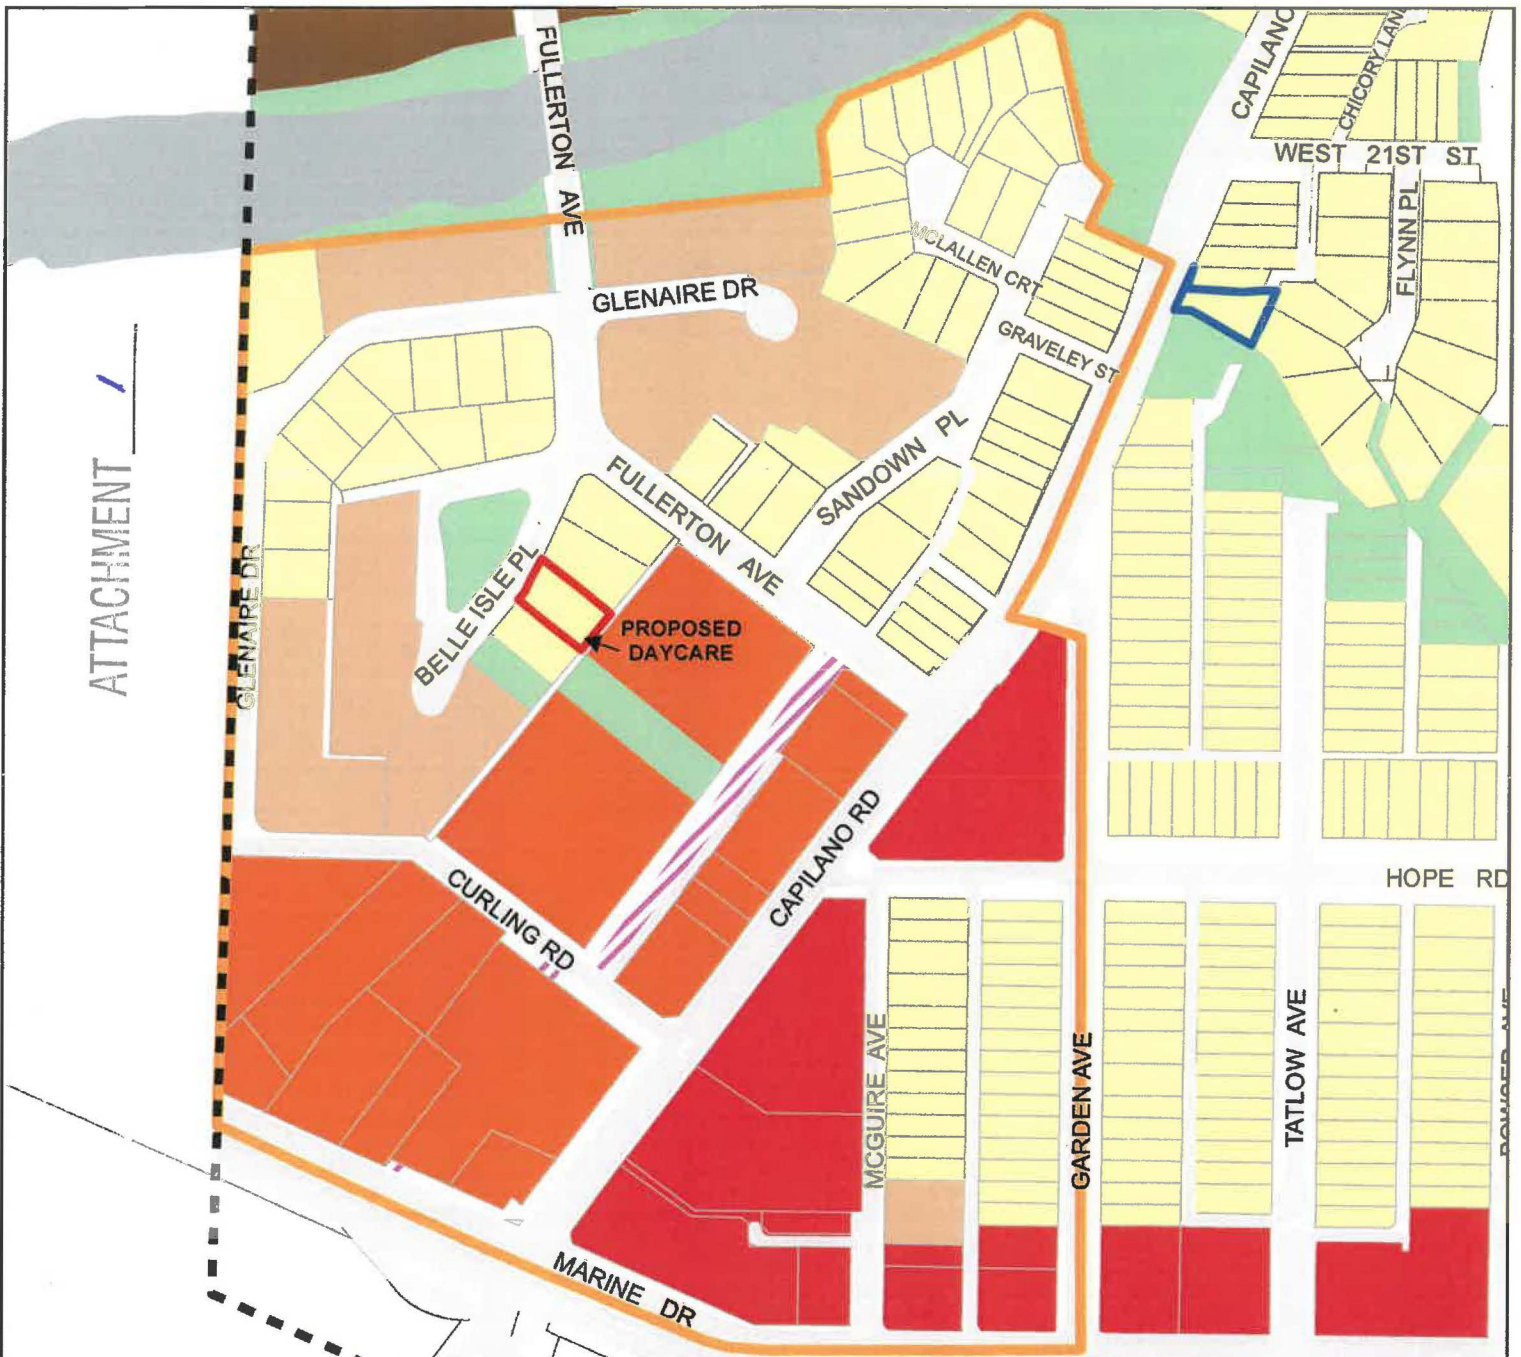 FULLERTON AVE
CAPILANO
CHICORY LANE
WEST 21ST ST
FLYNN PL
MCLALLEN CRT
GLENAIRE DR
GRAVELEY ST
SANDOWN PL
FULLERTON AVE
ATTACHMENT 1
GLENAIRE DR
BELLE ISLE PL
PROPOSED
DAYCARE
CAPILANO RD
CURLING RD
HOPE RD
MCGUIRE AVE
GARDEN AVE
TATLOW AVE
MARINE DR